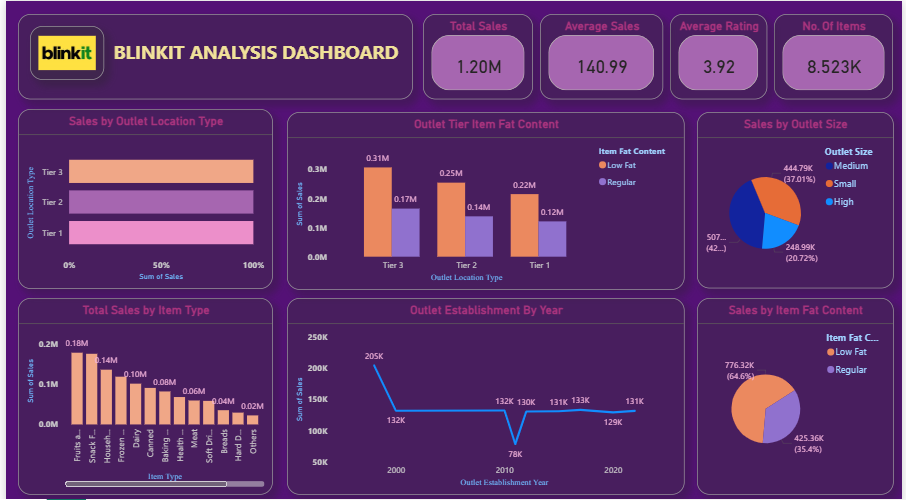 blinkit
BLINKIT ANALYSIS DASHBOARD
Total Sales
1.20M
Average Sales
140.99
Average Rating
3.92
No. Of Items
8.523K
Sales by Outlet Location Type
Outlet Location Type
Tier 3
Tier 2
Tier 1
0%
50%
100%
Sum of Sales
Outlet Tier Item Fat Content
Item Fat Content
Low Fat
Regular
Sum of Sales
0.3M
0.2M
0.1M
0.0M
0.31M
0.17M
0.25M
0.14M
0.22M
0.12M
Tier 3
Tier 2
Tier 1
Outlet Location Type
Sales by Outlet Size
Outlet Size
Medium
Small
High
444.79K
(37.01%)
507...
(42...)
248.99K
(20.72%)
Total Sales by Item Type
Sum of Sales
0.2M
0.1M
0.0M
0.18M
0.14M
0.10M
0.08M
0.06M
0.04M
0.02M
Fruits a...
Snack F...
Househ...
Frozen ...
Dairy
Canned
Baking ...
Health ...
Meat
Soft Dri...
Breads
Hard D...
Others
Item Type
Outlet Establishment By Year
Sum of Sales
250K
200K
150K
100K
50K
205K
132K
132K
78K
130K
131K
133K
129K
131K
2000
2010
2020
Outlet Establishment Year
Sales by Item Fat Content
Item Fat C...
Low Fat
Regular
776.32K
(64.6%)
425.36K
(35.4%)